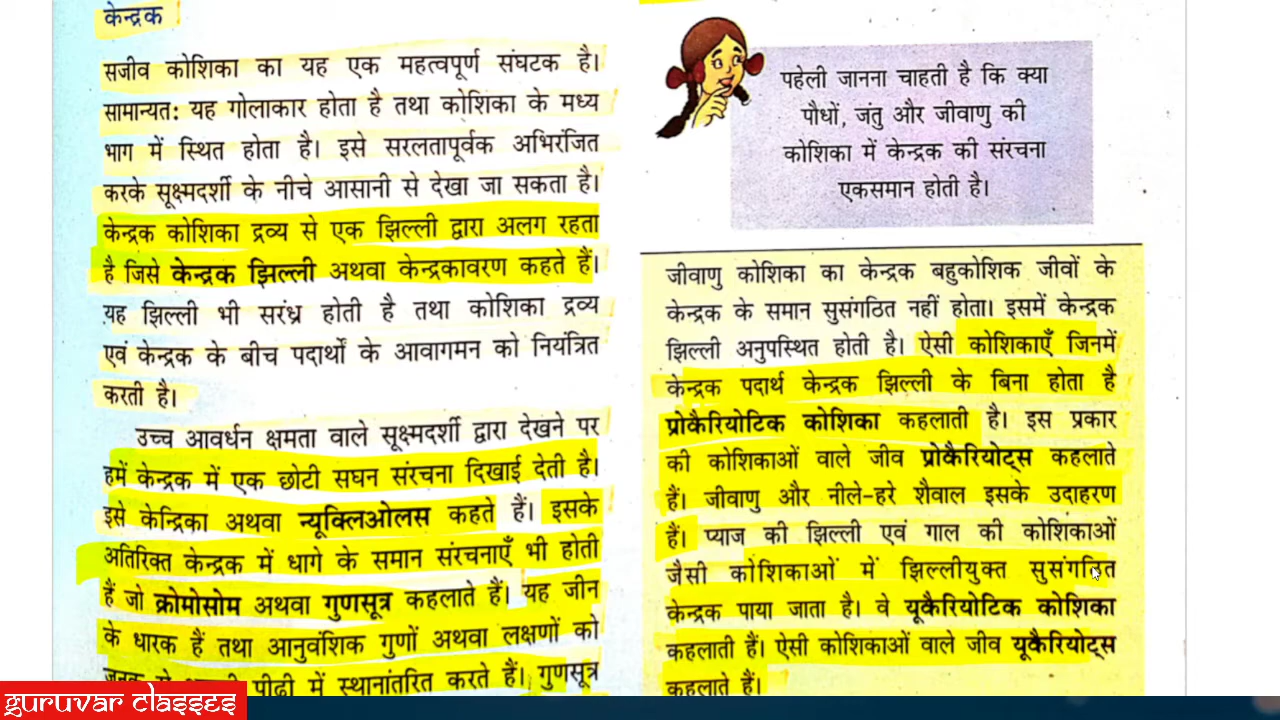 केन्द्रक
सजीव कोशिका का यह एक महत्वपूर्ण संघटक है।
सामान्यत: यह गोलाकार होता है तथा कोशिका के मध्य
भाग में स्थित होता है। इसे सरलतापूर्वक अभिरंजित
करके सूक्ष्मदर्शी के नीचे आसानी से देखा जा सकता है।
केन्द्रक कोशिका द्रव्य से एक झिल्ली द्वारा अलग रहता
है जिसे केन्द्रक झिल्ली अथवा केन्द्रकावरण कहते हैं।
यह झिल्ली भी सरंध्र होती है तथा कोशिका द्रव्य
एवं केन्द्रक के बीच पदार्थों के आवागमन को नियंत्रित
करती है।
उच्च आवर्धन क्षमता वाले सूक्ष्मदर्शी द्वारा देखने पर
हमें केन्द्रक में एक छोटी सघन संरचना दिखाई देती है।
इसे केन्द्रिका अथवा न्यूक्लिओलस कहते हैं। इसके
अतिरिक्त केन्द्रक में धागे के समान संरचनाएँ भी होती
हैं जो क्रोमोसोम अथवा गुणसूत्र कहलाते हैं। यह जीन
के धारक हैं तथा आनुवंशिक गुणों अथवा लक्षणों को
पीढी में स्थानांतरित करते हैं। गुणसूत्र
पहेली जानना चाहती है कि क्या
पौधों, जंतु और जीवाणु की
कोशिका में केन्द्रक की संरचना
एकसमान होती है।
जीवाणु कोशिका का केन्द्रक बहुकोशिक जीवों के
केन्द्रक के समान सुसंगठित नहीं होता। इसमें केन्द्रक
झिल्ली अनुपस्थित होती है। ऐसी कोशिकाएँ जिनमें
केन्द्रक पदार्थ केन्द्रक झिल्ली के बिना होता है
प्रोकैरियोटिक कोशिका कहलाती है। इस प्रकार
की कोशिकाओं वाले जीव प्रोकैरियोट्स कहलाते
हैं। जीवाणु और नीले-हरे शैवाल इसके उदाहरण
हैं। प्याज की झिल्ली एवं गाल की कोशिकाओं
जैसी कोशिकाओं में झिल्लीयुक्त सुसंगठित
केन्द्रक पाया जाता है। वे यूकैरियोटिक कोशिका
कहलाती हैं। ऐसी कोशिकाओं वाले जीव यूकैरियोट्स
कहलाते हैं।
GURUVAR CLASSES